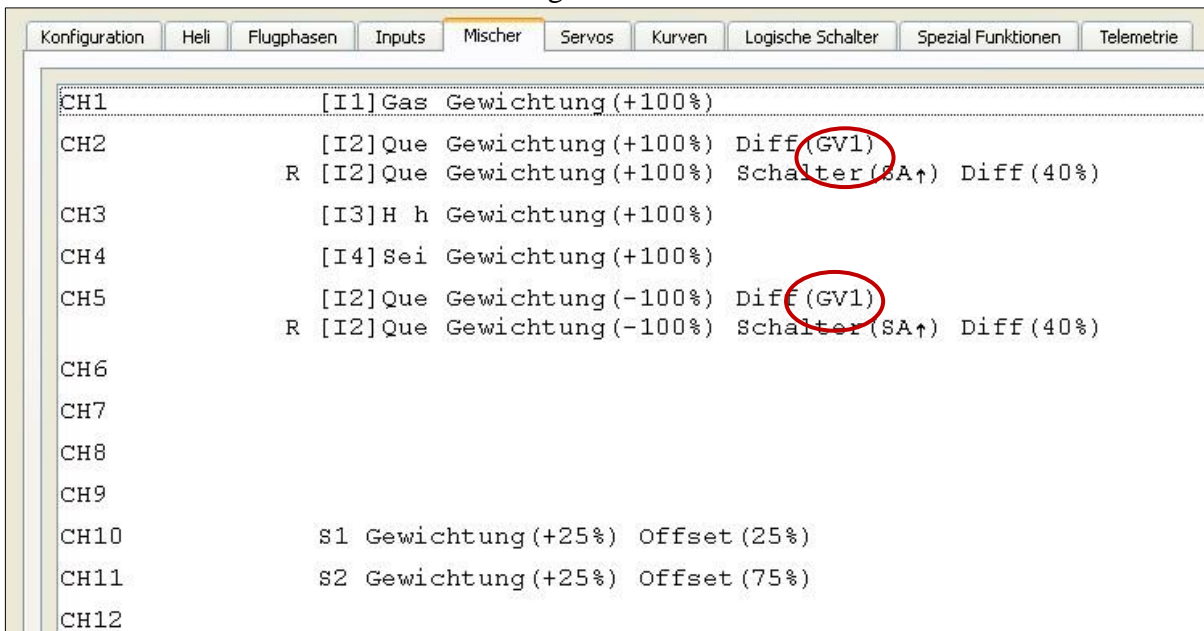 Konfiguration Heli Flugphasen Inputs Mischer Servos Kurven Logische Schalter Spezial Funktionen Telemetrie
CH1 [I1]Gas Gewichtung(+100%)
CH2 [I2]Que Gewichtung(+100%) Diff(GV1)
R [I2]Que Gewichtung(+100%) Schalter(SA↑) Diff(40%)
CH3 [I3]H h Gewichtung(+100%)
CH4 [I4]Sei Gewichtung(+100%)
CH5 [I2]Que Gewichtung(-100%) Diff(GV1)
R [I2]Que Gewichtung(-100%) Schalter(SA↑) Diff(40%)
CH6
CH7
CH8
CH9
CH10 S1 Gewichtung(+25%) Offset(25%)
CH11 S2 Gewichtung(+25%) Offset(75%)
CH12